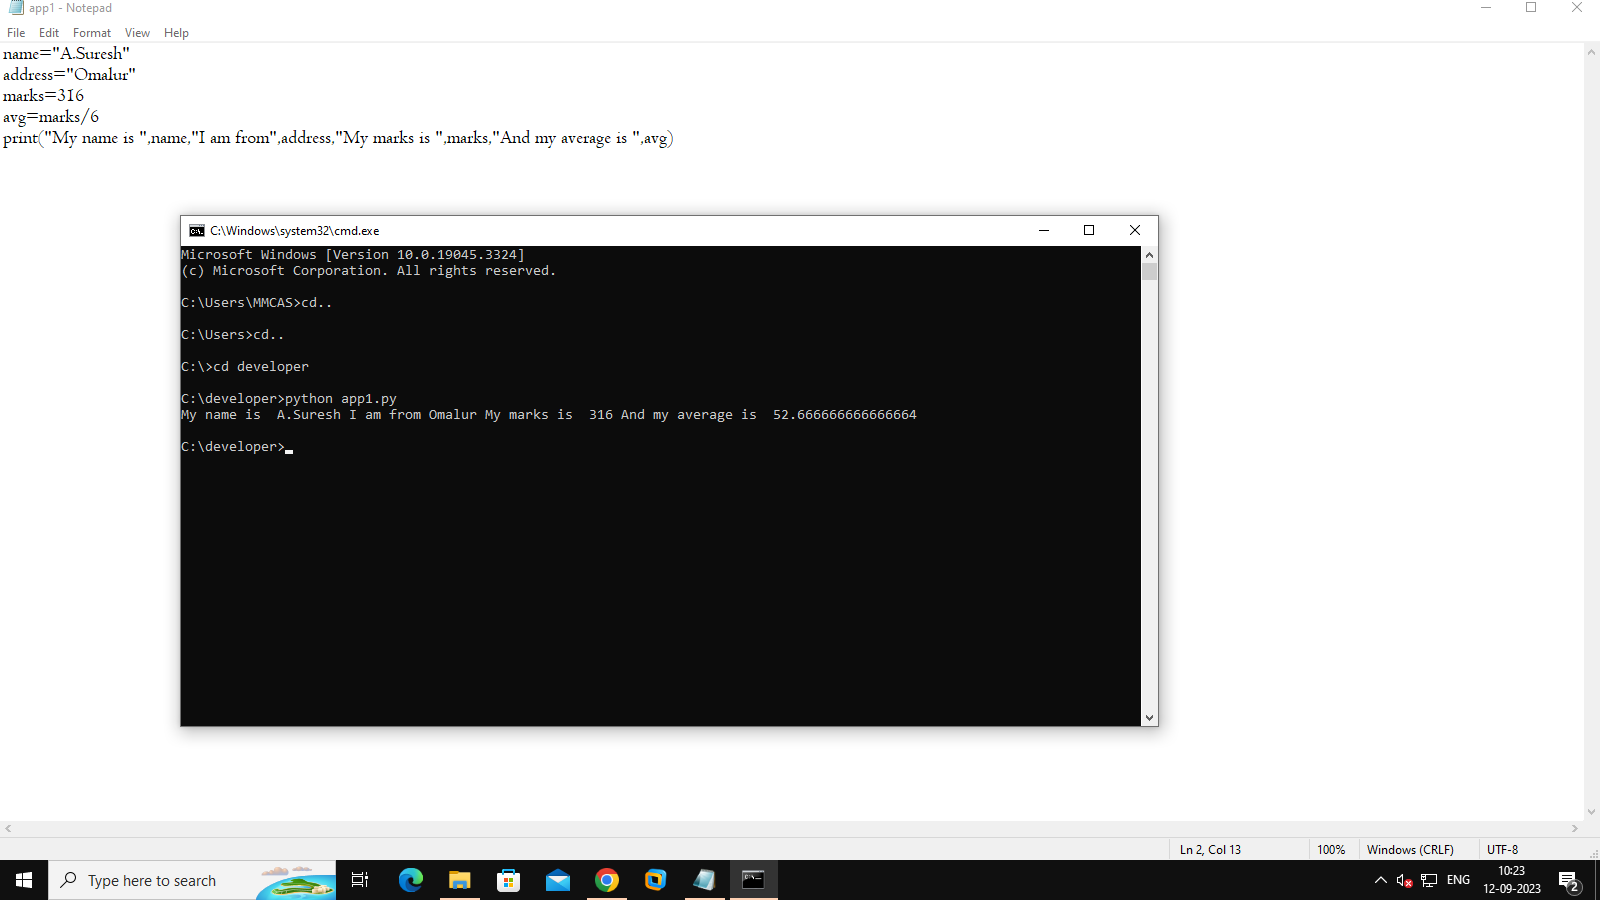 app1 - Notepad
File Edit Format View Help
name="A.Suresh"
address="Omalur"
marks=316
avg=marks/6
print("My name is ",name,"I am from",address,"My marks is ",marks,"And my average is ",avg)
C:\Windows\system32\cmd.exe
Microsoft Windows [Version 10.0.19045.3324]
(c) Microsoft Corporation. All rights reserved.
C:\Users\MMCAS>cd..
C:\Users>cd..
C:\>cd developer
C:\developer>python app1.py
My name is  A.Suresh I am from Omalur My marks is  316 And my average is  52.666666666666664
C:\developer>
Ln 2, Col 13 100% Windows (CRLF) UTF-8
Type here to search
ENG
10:23
12-09-2023
2